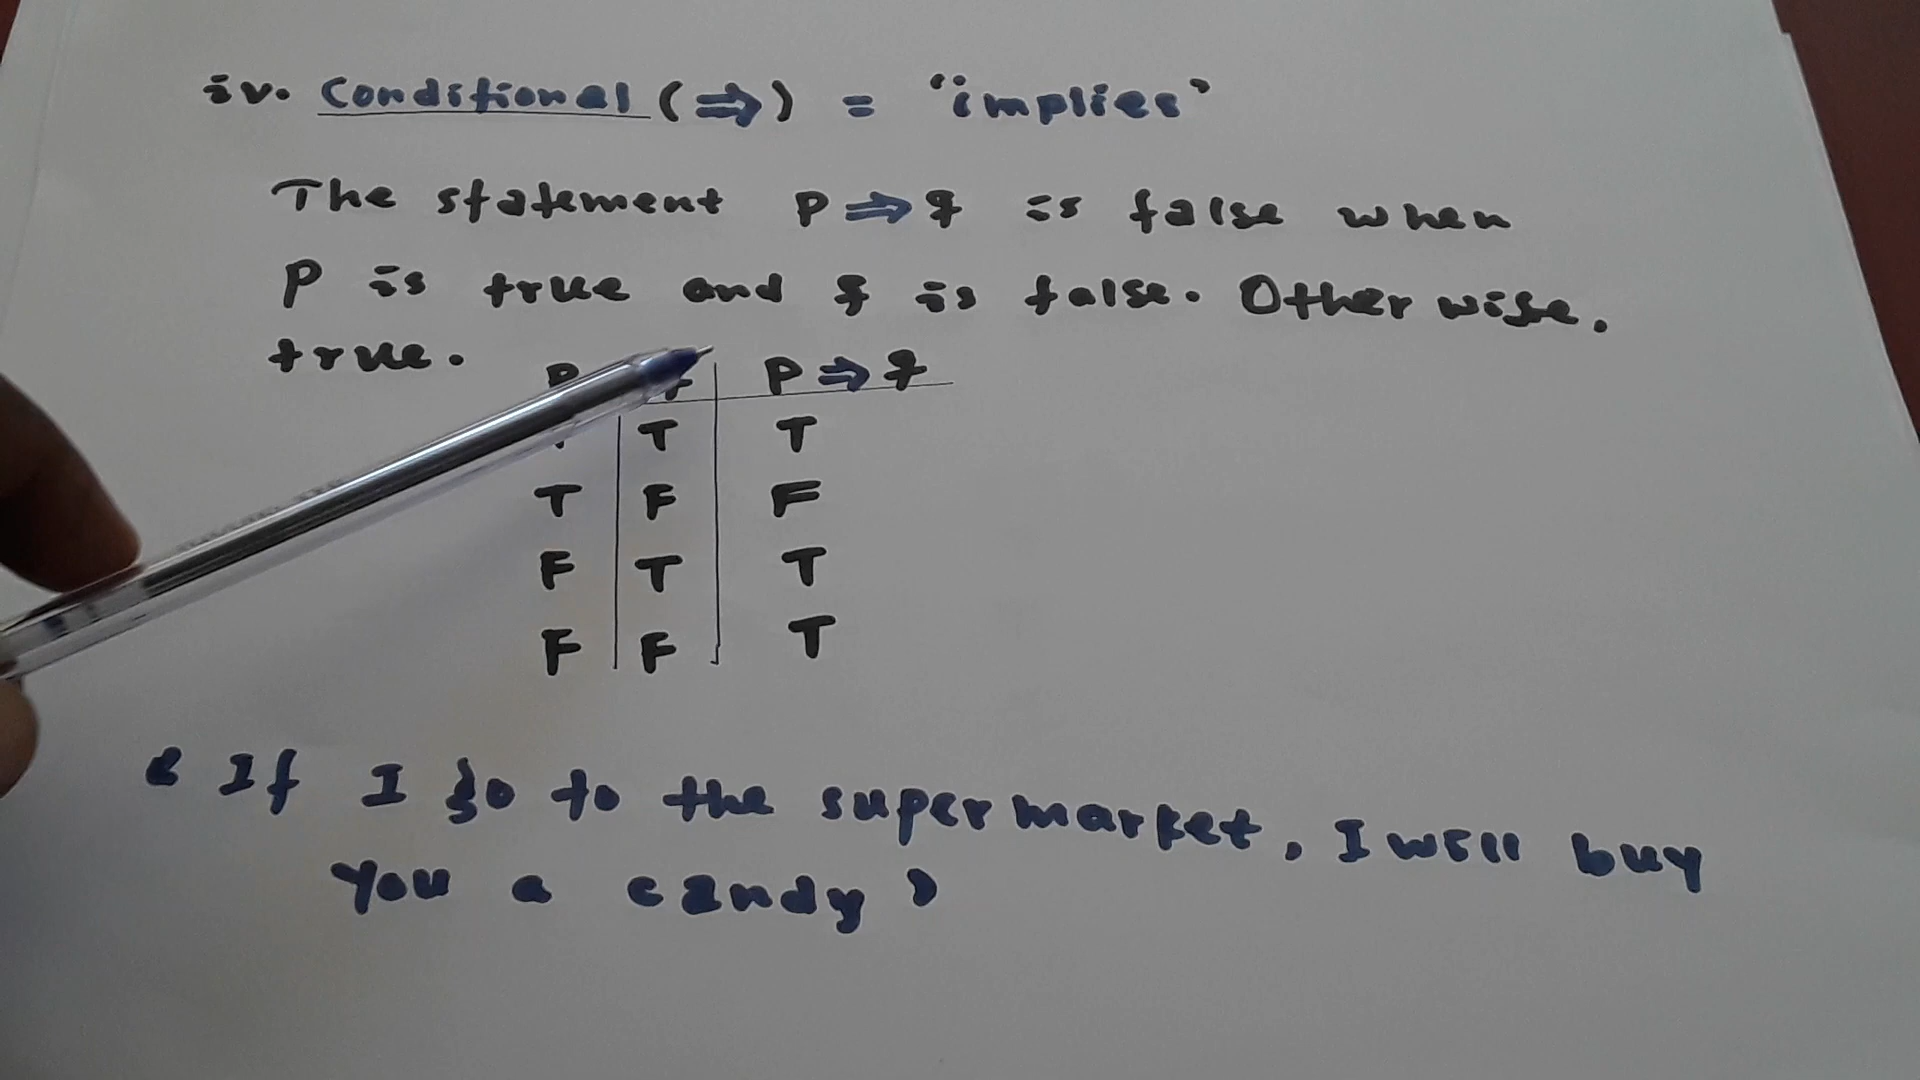 iv. Conditional (⇒) = "implies"
The statement P ⇒ q is false when
P is true and q is false. Otherwise,
true.
P q P ⇒ q
T T
T F F
F T T
F F T
" If I go to the supermarket, I will buy
You a candy "